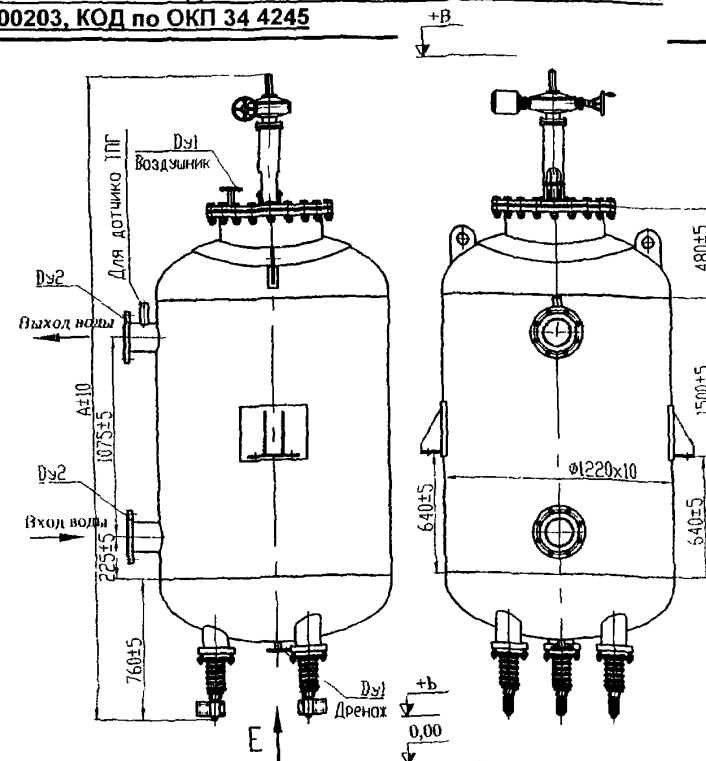 00203, КОД по ОКП 34 4245
+В
Dy1
Воздушник
Для датчика ТПГ
Dy2
Выход воды
А±10
1075±5
Dy2
Вход воды
225±5
760±5
Dy1
Дренаж
Е
+Ь
0,00
480±5
1500±5
ø1220х10
640±5
640±5